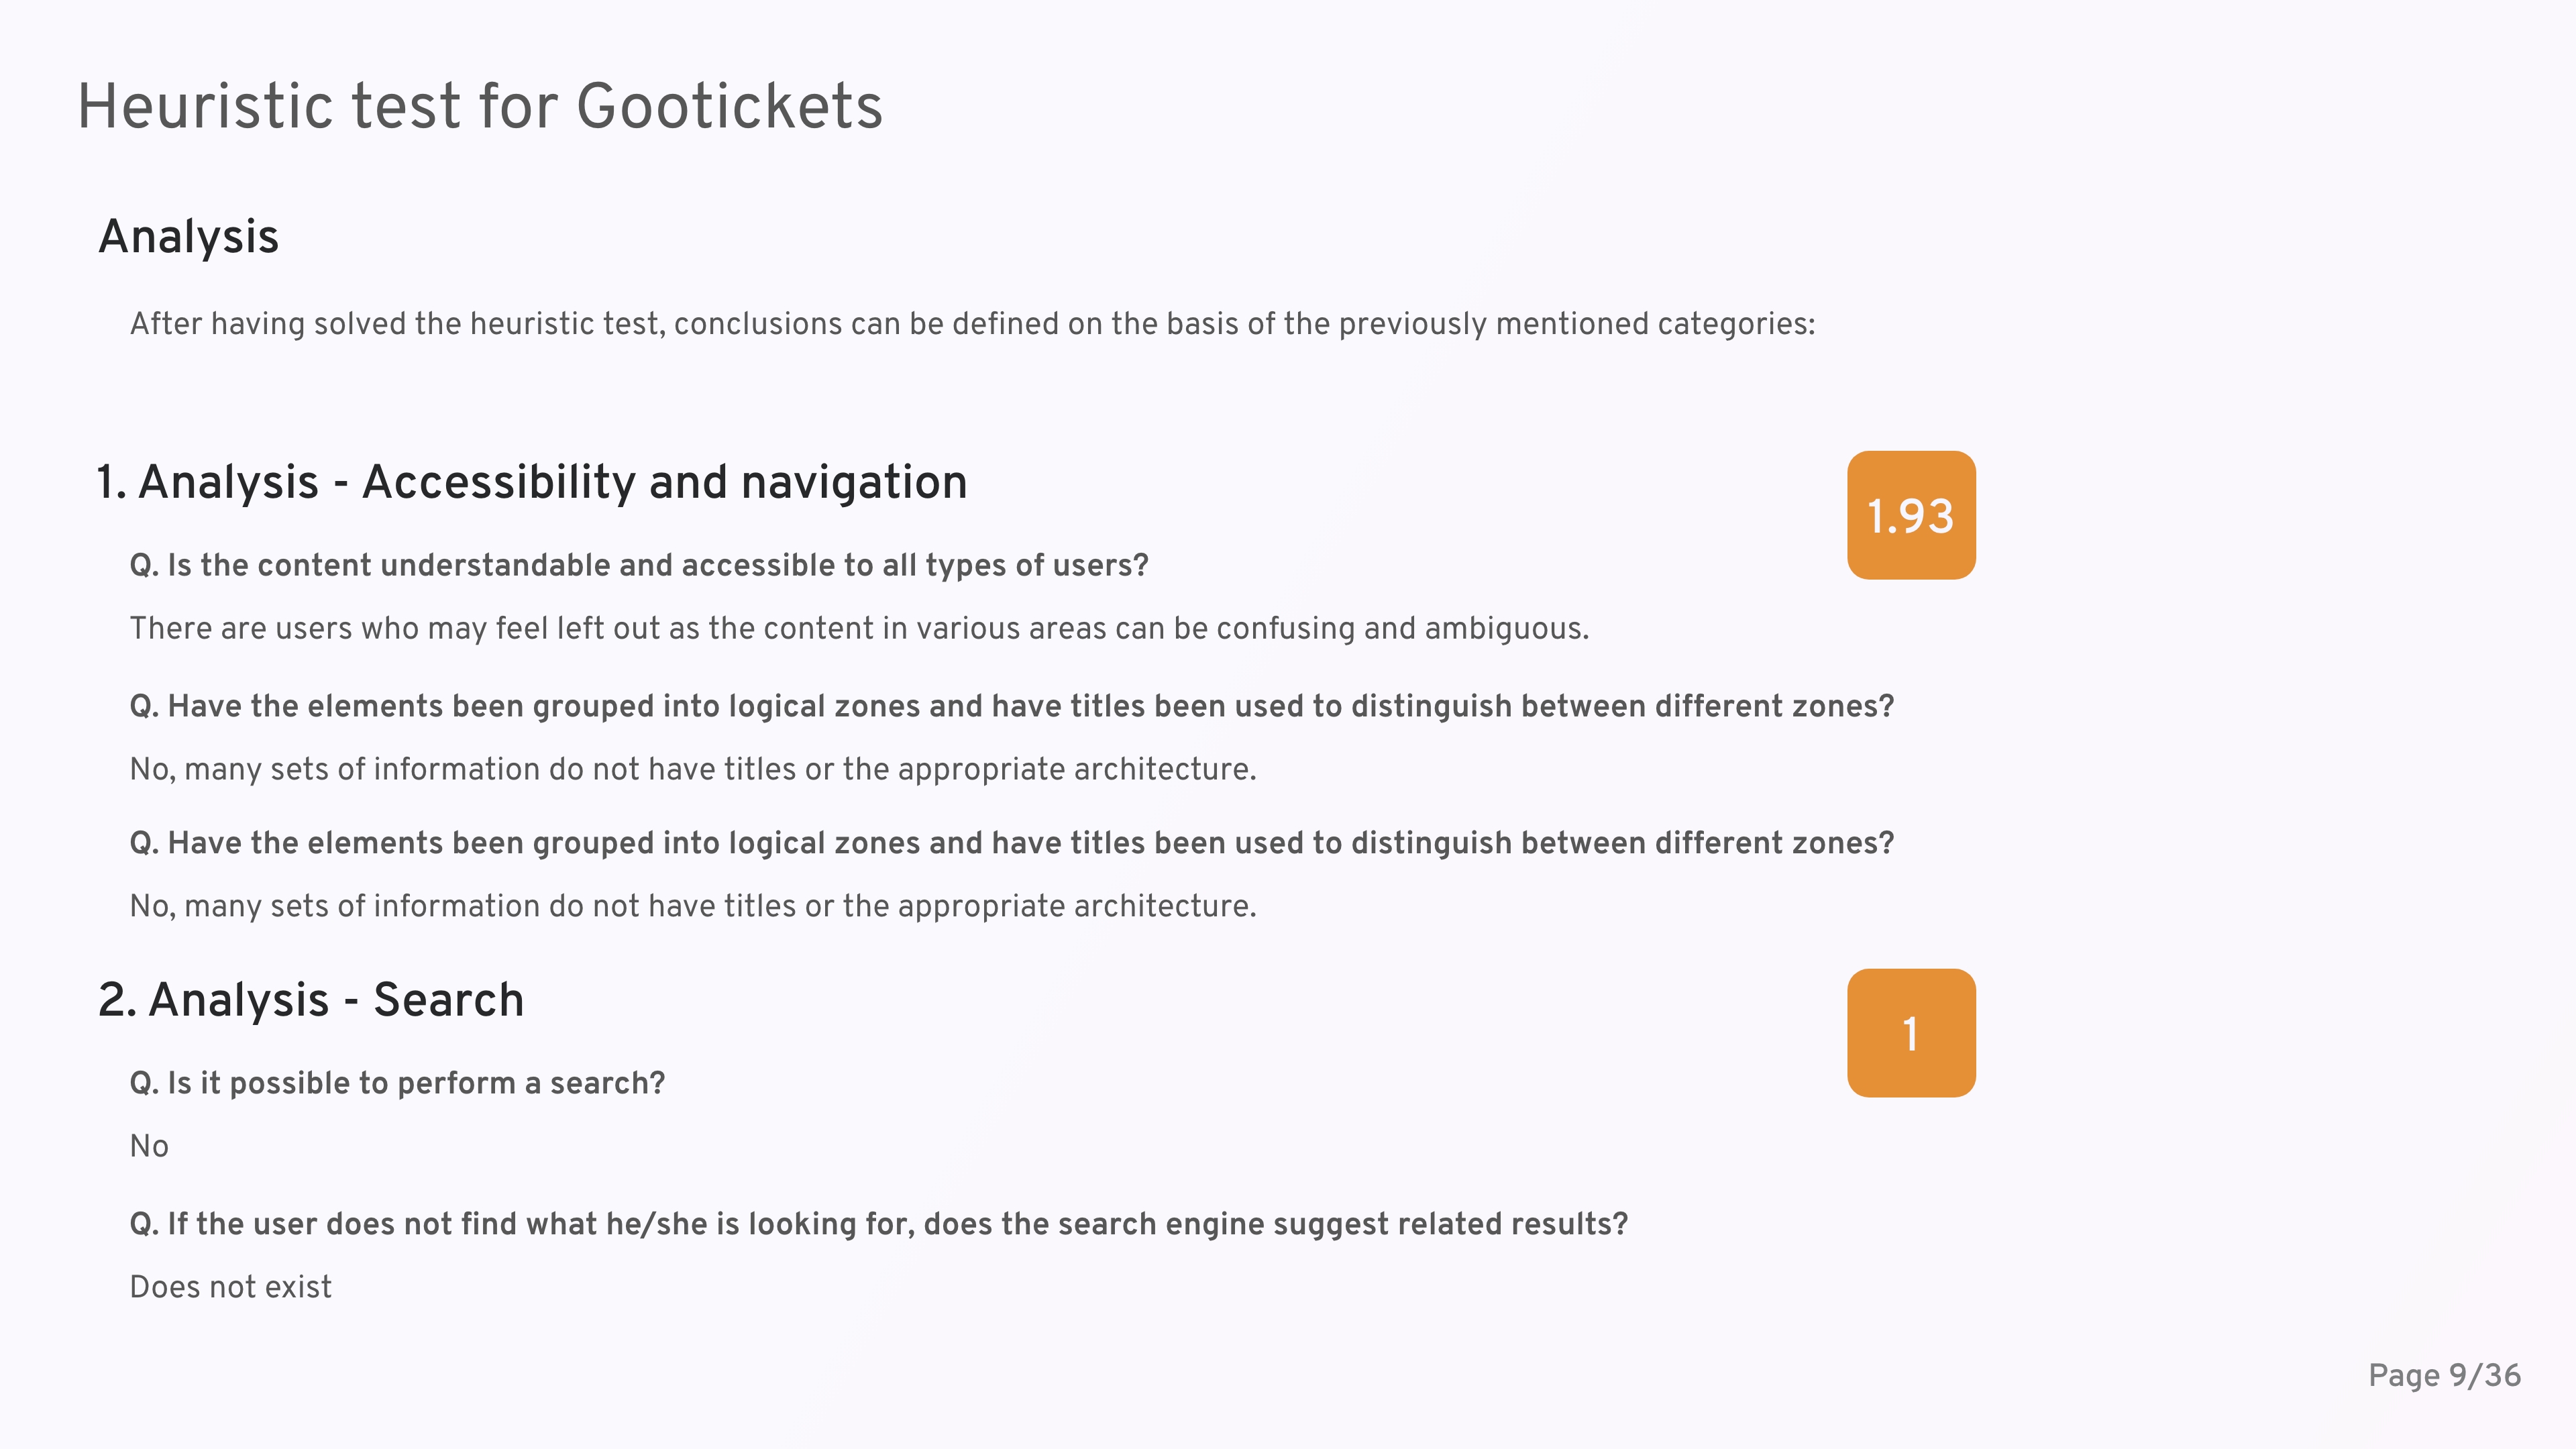 Heuristic test for Gootickets
Analysis
After having solved the heuristic test, conclusions can be defined on the basis of the previously mentioned categories:
1. Analysis - Accessibility and navigation
1.93
Q. Is the content understandable and accessible to all types of users?
There are users who may feel left out as the content in various areas can be confusing and ambiguous.
Q. Have the elements been grouped into logical zones and have titles been used to distinguish between different zones?
No, many sets of information do not have titles or the appropriate architecture.
Q. Have the elements been grouped into logical zones and have titles been used to distinguish between different zones?
No, many sets of information do not have titles or the appropriate architecture.
2. Analysis - Search
1
Q. Is it possible to perform a search?
No
Q. If the user does not find what he/she is looking for, does the search engine suggest related results?
Does not exist
Page 9/36